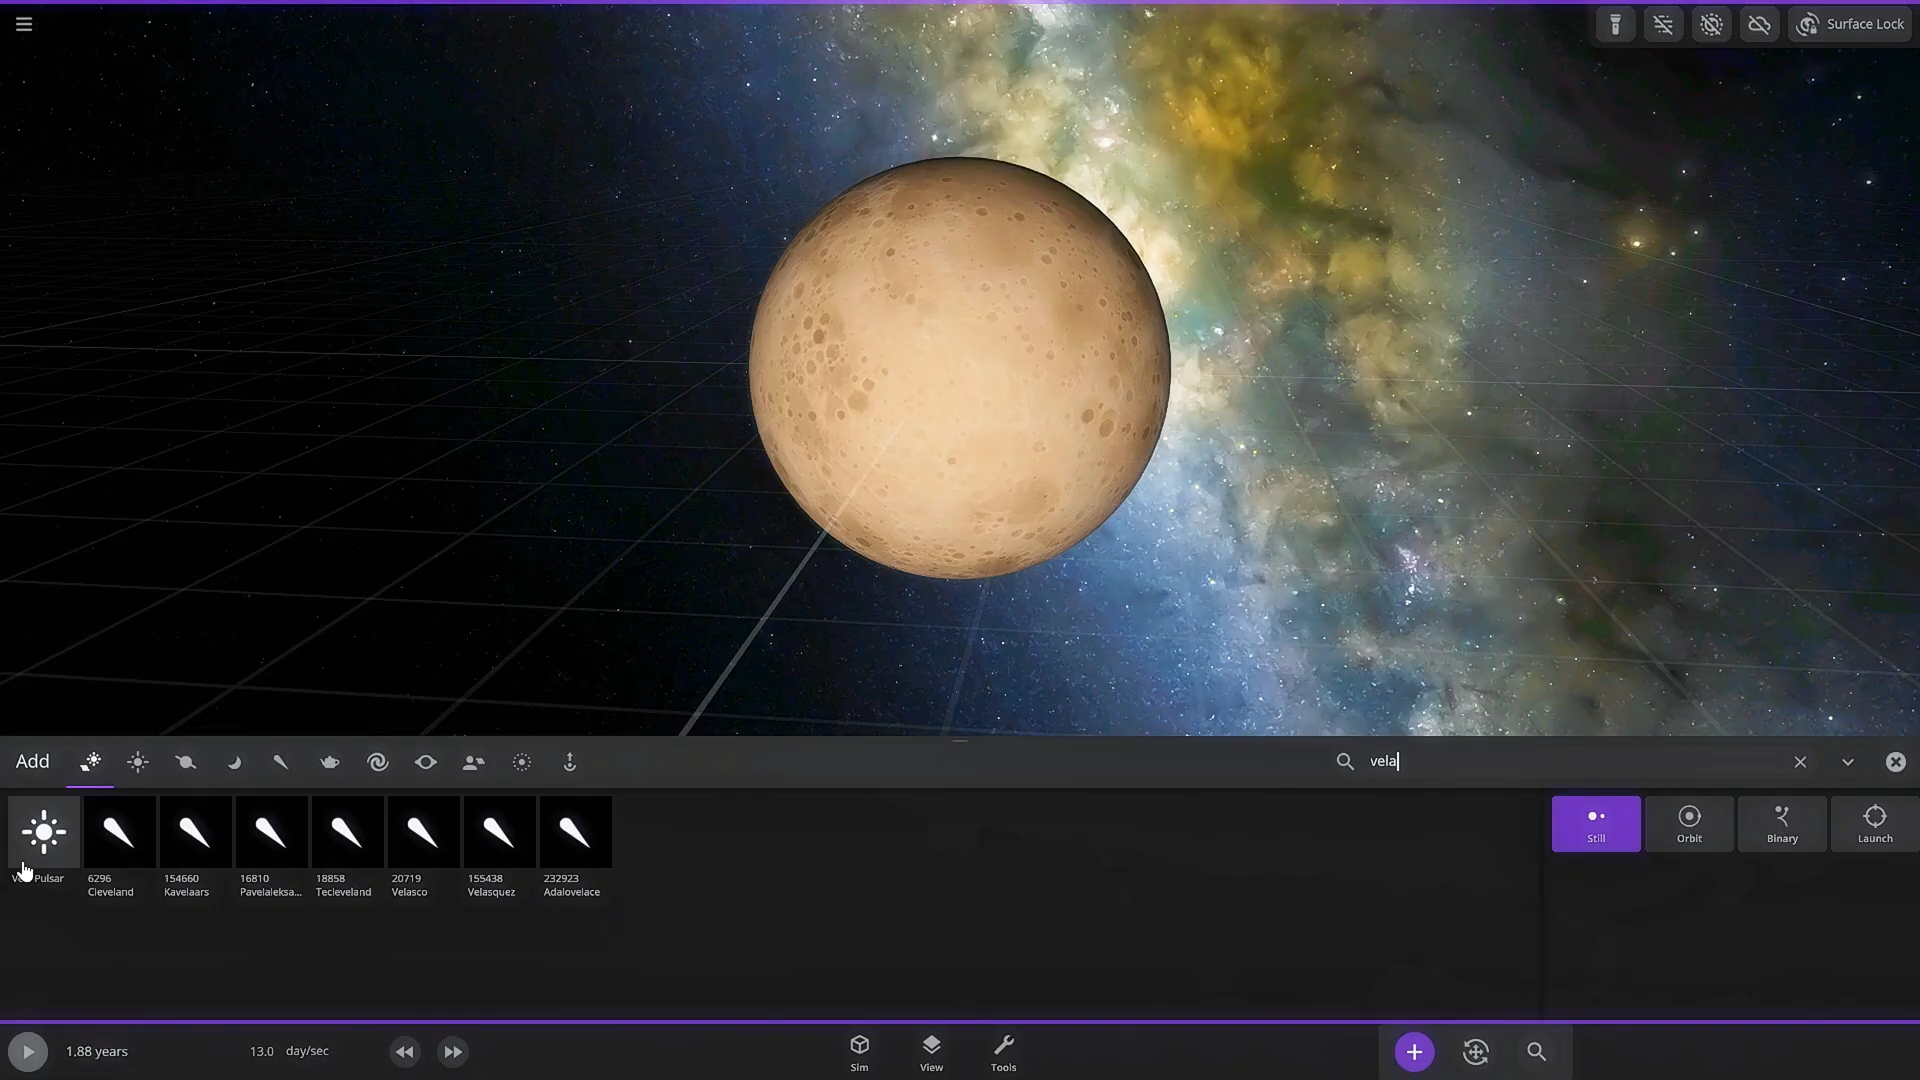 Surface Lock
Add
vela
Pulsar
6296
Cleveland
154660
Kavelaars
16810
Pavelaleksa...
18858
Tecleveland
20719
Velasco
155438
Velasquez
232923
Adalovelace
Still
Orbit
Binary
Launch
1.88 years
13.0 day/sec
Sim
View
Tools